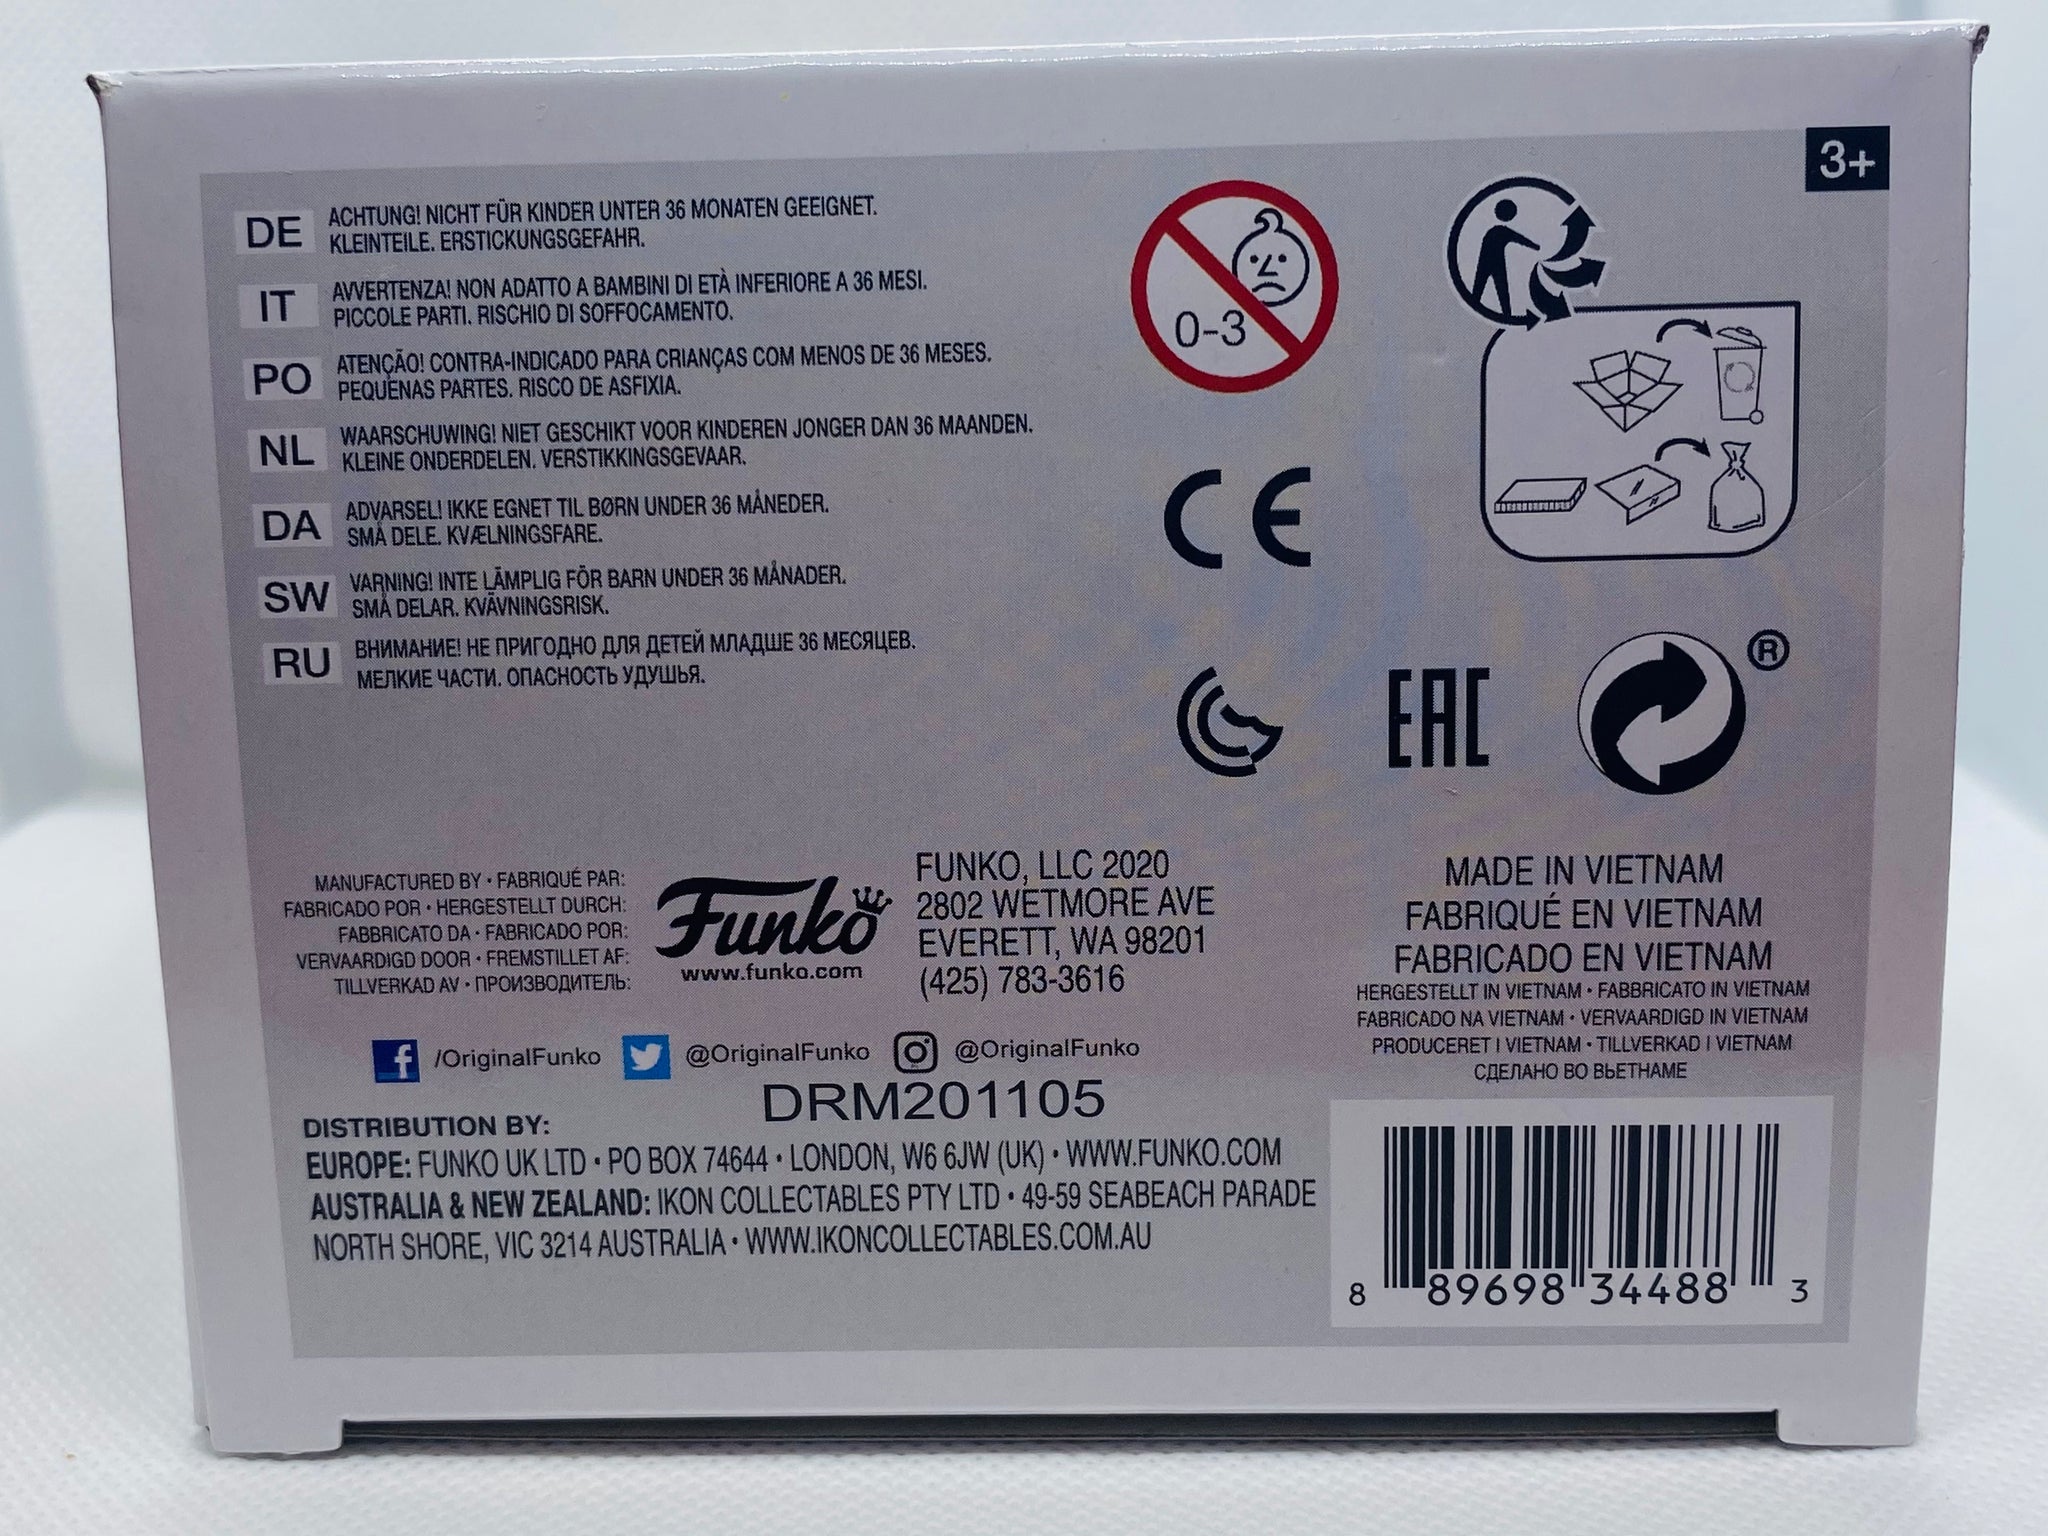 3+
DE
ACHTUNG! NICHT FÜR KINDER UNTER 36 MONATEN GEEIGNET.
KLEINTEILE. ERSTICKUNGSGEFAHR.
IT
AVVERTENZA! NON ADATTO A BAMBINI DI ETÀ INFERIORE A 36 MESI.
PICCOLE PARTI. RISCHIO DI SOFFOCAMENTO.
PO
ATENÇÃO! CONTRA-INDICADO PARA CRIANÇAS COM MENOS DE 36 MESES.
PEQUENAS PARTES. RISCO DE ASFIXIA.
NL
WAARSCHUWING! NIET GESCHIKT VOOR KINDEREN JONGER DAN 36 MAANDEN.
KLEINE ONDERDELEN. VERSTIKKINGSGEVAAR.
DA
ADVARSEL! IKKE EGNET TIL BØRN UNDER 36 MÅNEDER.
SMÅ DELE. KVÆLNINGSFARE.
SW
VARNING! INTE LÄMPLIG FÖR BARN UNDER 36 MÅNADER.
SMÅ DELAR. KVÄVNINGSRISK.
RU
ВНИМАНИЕ! НЕ ПРИГОДНО ДЛЯ ДЕТЕЙ МЛАДШЕ 36 МЕСЯЦЕВ.
МЕЛКИЕ ЧАСТИ. ОПАСНОСТЬ УДУШЬЯ.
0-3
CE
EAC
®
MANUFACTURED BY • FABRIQUÉ PAR:
FABRICADO POR • HERGESTELLT DURCH:
FABBRICATO DA • FABRICADO POR:
VERVAARDIGD DOOR • FREMSTILLET AF:
TILLVERKAD AV • ПРОИЗВОДИТЕЛЬ:
Funko
www.funko.com
FUNKO, LLC 2020
2802 WETMORE AVE
EVERETT, WA 98201
(425) 783-3616
MADE IN VIETNAM
FABRIQUÉ EN VIETNAM
FABRICADO EN VIETNAM
HERGESTELLT IN VIETNAM • FABBRICATO IN VIETNAM
FABRICADO NA VIETNAM • VERVAARDIGD IN VIETNAM
PRODUCERET I VIETNAM • TILLVERKAD I VIETNAM
СДЕЛАНО ВО ВЬЕТНАМЕ
f /OriginalFunko @OriginalFunko @OriginalFunko
DRM201105
DISTRIBUTION BY:
EUROPE: FUNKO UK LTD • PO BOX 74644 • LONDON, W6 6JW (UK) • WWW.FUNKO.COM
AUSTRALIA & NEW ZEALAND: IKON COLLECTABLES PTY LTD • 49-59 SEABEACH PARADE
NORTH SHORE, VIC 3214 AUSTRALIA • WWW.IKONCOLLECTABLES.COM.AU
8 89698 34488 3